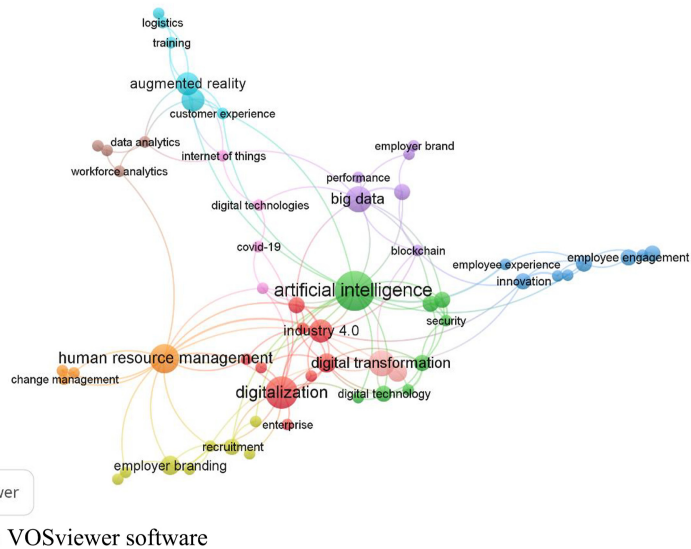 logistics
training
augmented reality
customer experience
data analytics
internet of things
workforce analytics
employer brand
performance
big data
digital technologies
covid-19
blockchain
employee experience
employee engagement
innovation
artificial intelligence
security
industry 4.0
human resource management
digital transformation
change management
digitalization
digital technology
enterprise
recruitment
employer branding
wer
VOSviewer software